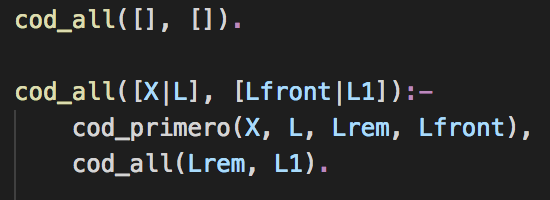 cod_all([], []).
cod_all([X|L], [Lfront|L1]):-
cod_primero(X, L, Lrem, Lfront),
cod_all(Lrem, L1).